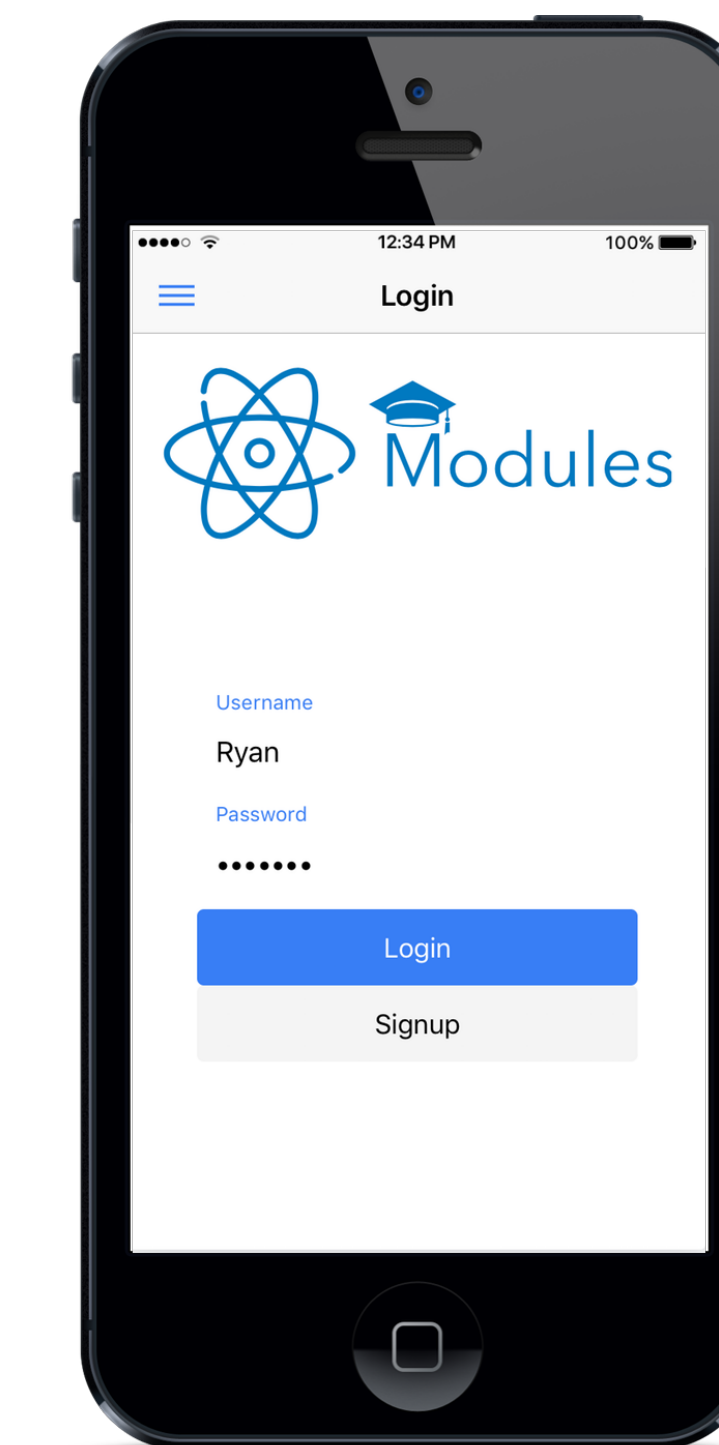 12:34 PM 100%
Login
Modules
Username
Ryan
Password
•••••••
Login
Signup